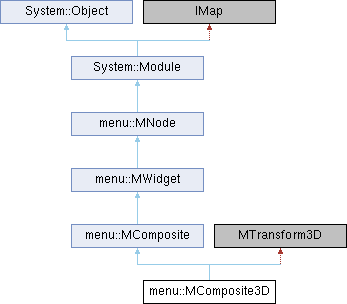 System::Object
IMap
System::Module
menu::MNode
menu::MWidget
menu::MComposite
MTransform3D
menu::MComposite3D